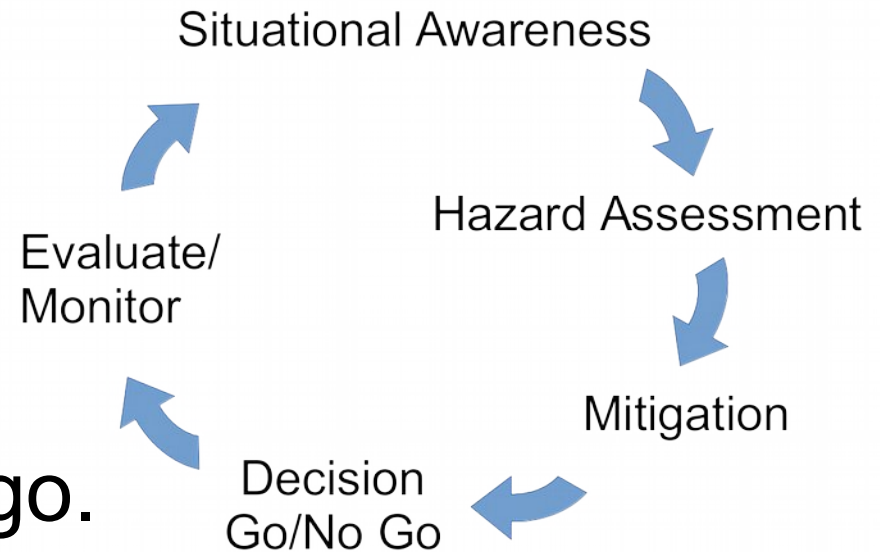 Situational Awareness
Hazard Assessment
Evaluate/
Monitor
Mitigation
Decision
Go/No Go
go.